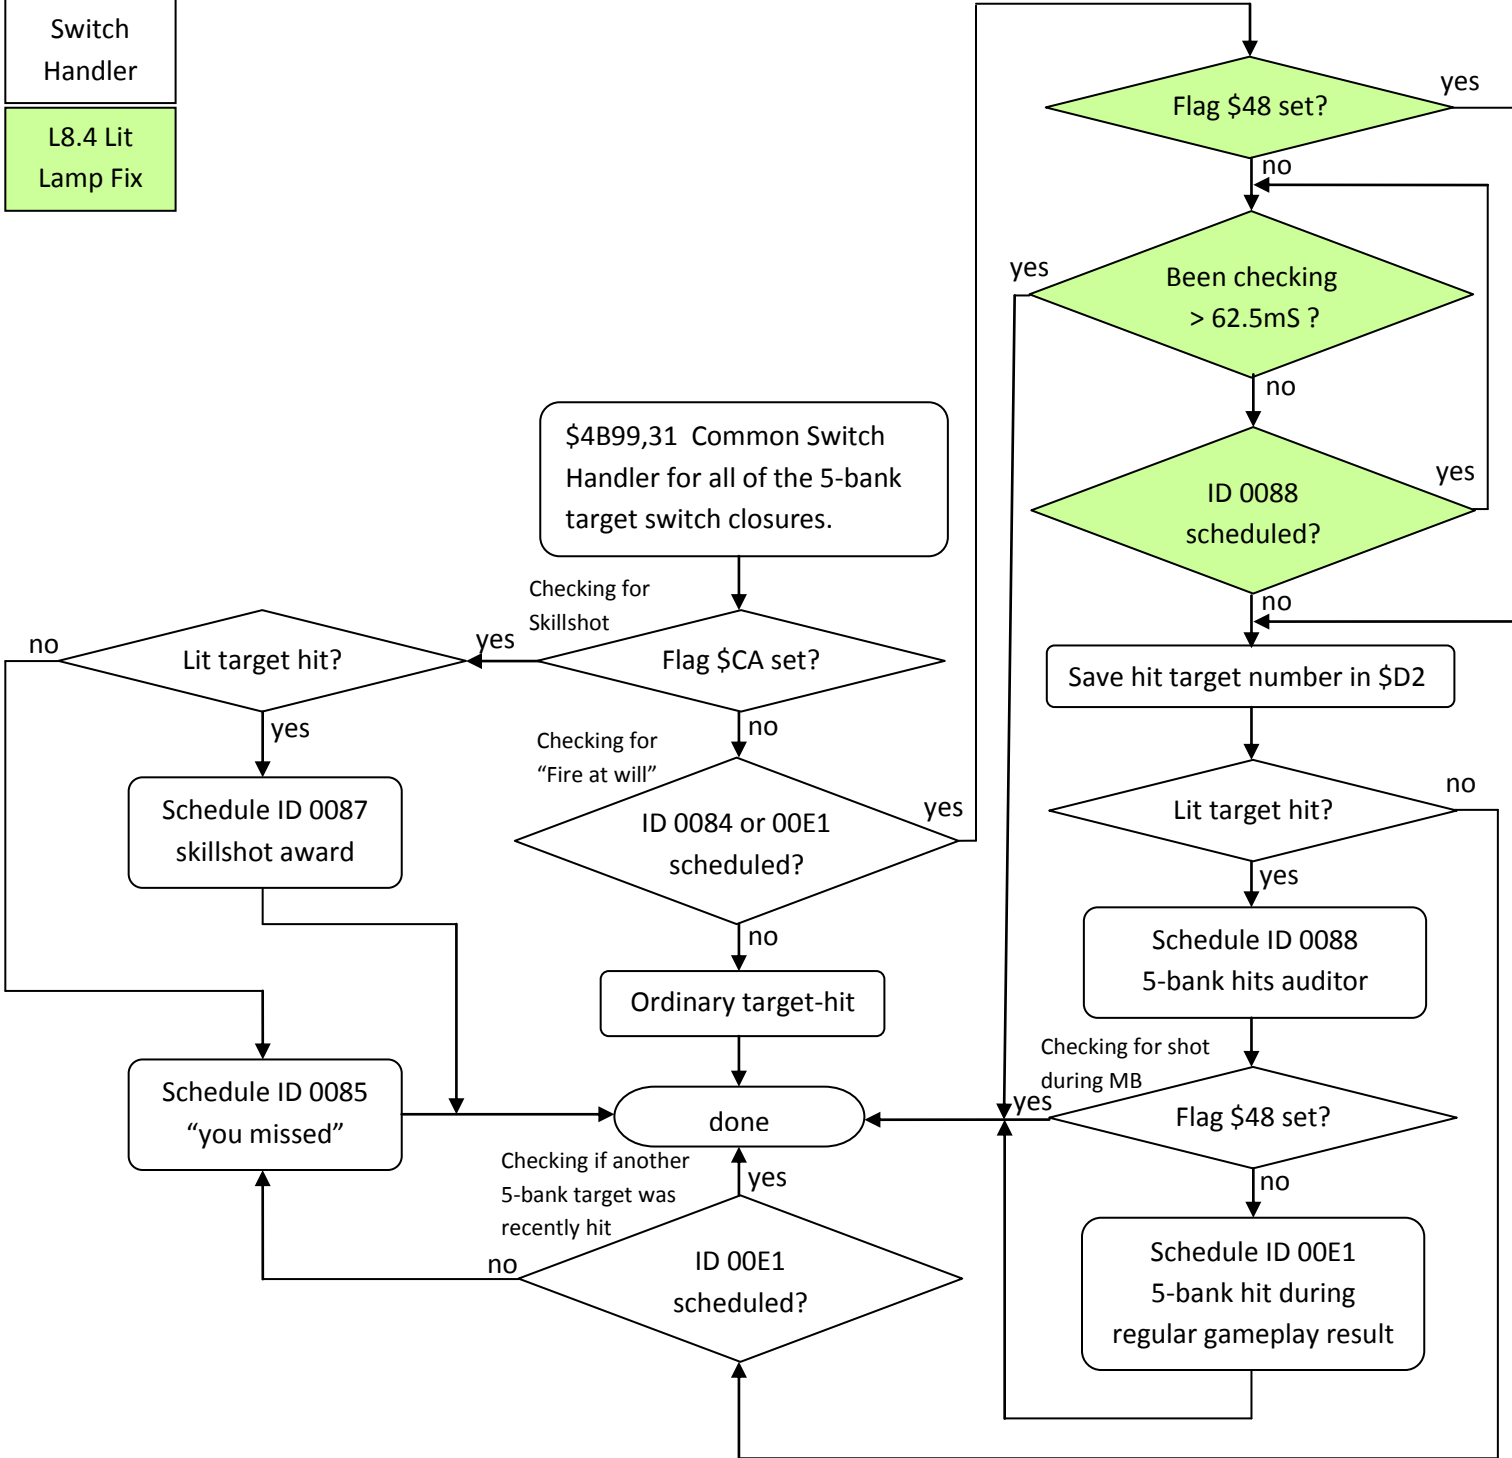 Switch
Handler
L8.4 Lit
Lamp Fix
Flag $48 set?
yes
no
Been checking
> 62.5mS ?
yes
no
ID 0088
scheduled?
yes
no
$4B99,31  Common Switch
Handler for all of the 5-bank
target switch closures.
Checking for
Skillshot
Flag $CA set?
yes
no
Lit target hit?
no
yes
Schedule ID 0087
skillshot award
Checking for
“Fire at will”
ID 0084 or 00E1
scheduled?
yes
no
Ordinary target-hit
Save hit target number in $D2
Lit target hit?
no
yes
Schedule ID 0088
5-bank hits auditor
Checking for shot
during MB
Flag $48 set?
yes
no
Schedule ID 00E1
5-bank hit during
regular gameplay result
Schedule ID 0085
“you missed”
done
Checking if another
5-bank target was
recently hit
yes
no
ID 00E1
scheduled?